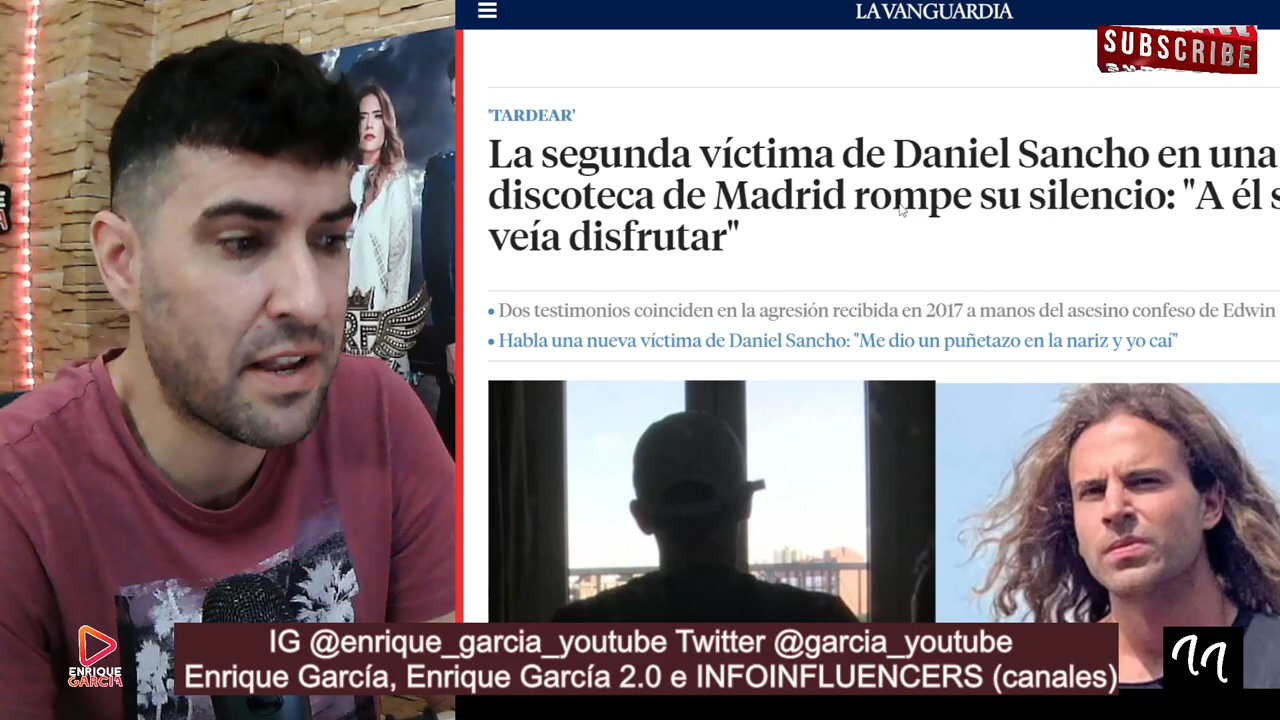 LA VANGUARDIA
SUBSCRIBE
'TARDEAR'
La segunda víctima de Daniel Sancho en una
discoteca de Madrid rompe su silencio: "A él s
veía disfrutar"
• Dos testimonios coinciden en la agresión recibida en 2017 a manos del asesino confeso de Edwin
• Habla una nueva víctima de Daniel Sancho: "Me dio un puñetazo en la nariz y yo caí"
IG @enrique_garcia_youtube Twitter @garcia_youtube
Enrique García, Enrique García 2.0 e INFOINFLUENCERS (canales)
ENRIQUE
GARCÍA